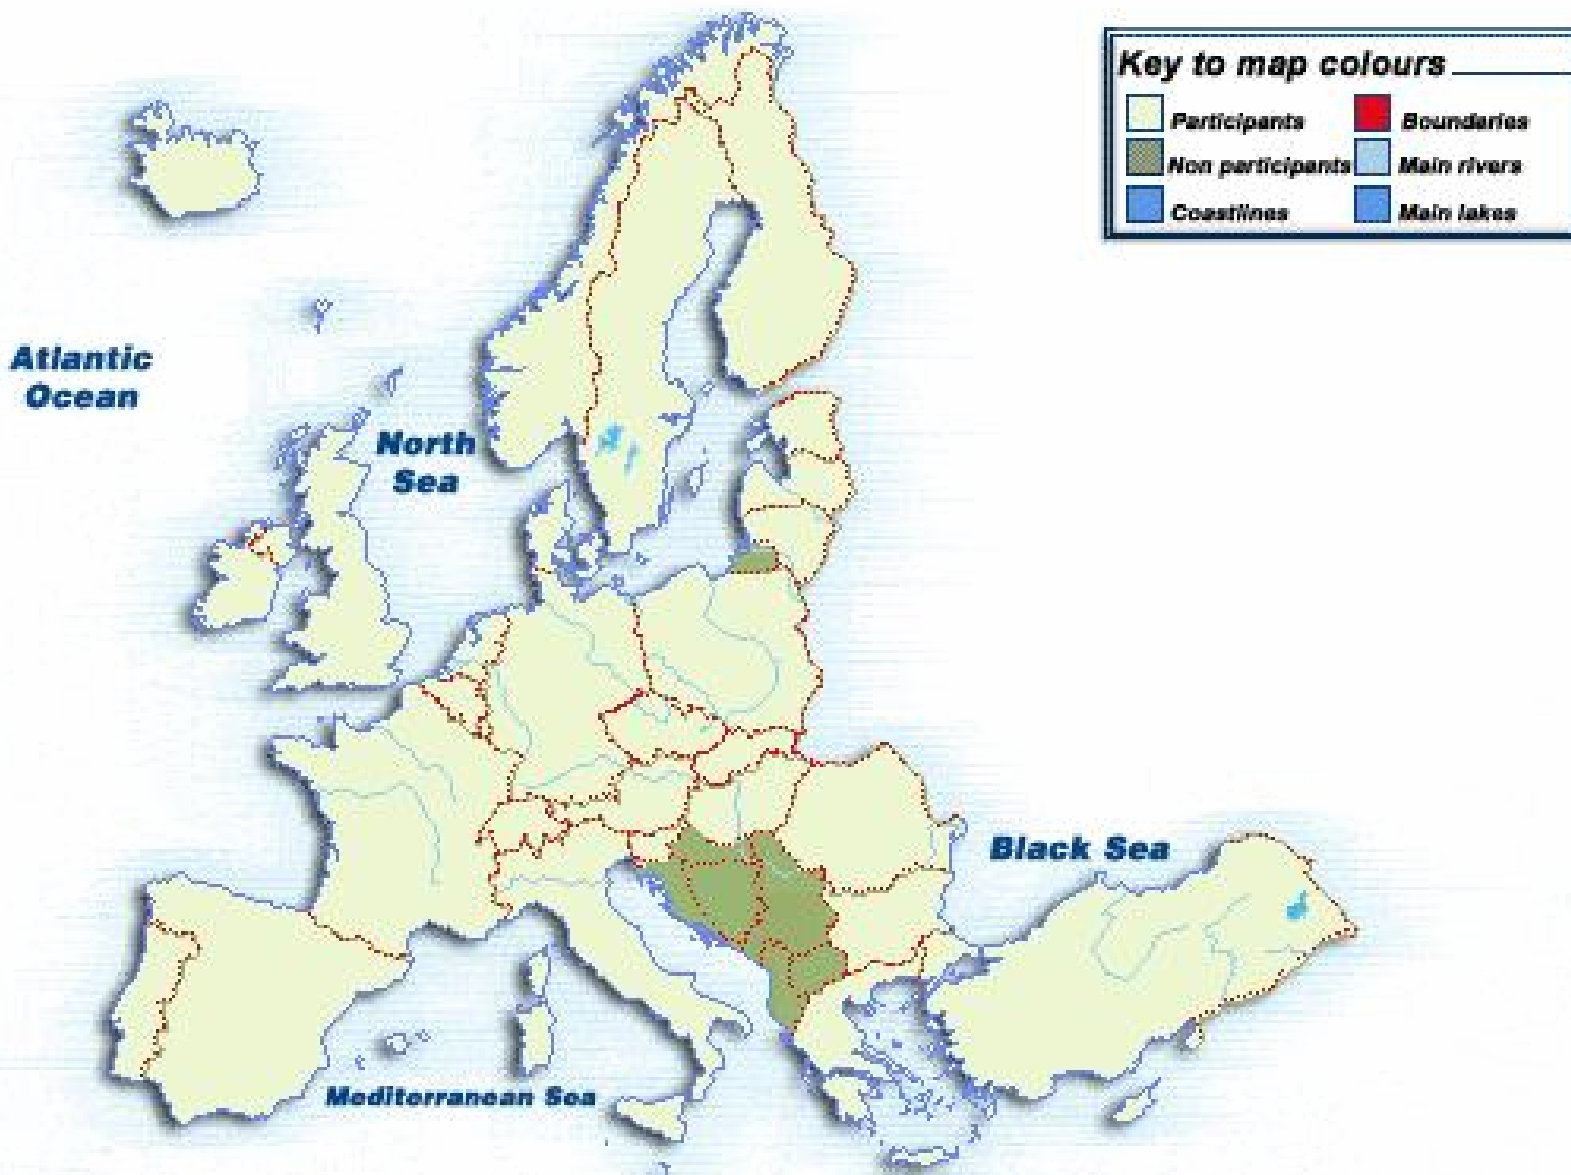 Key to map colours
Participants
Boundaries
Non participants
Main rivers
Coastlines
Main lakes
Atlantic
Ocean
North
Sea
Black Sea
Mediterranean Sea